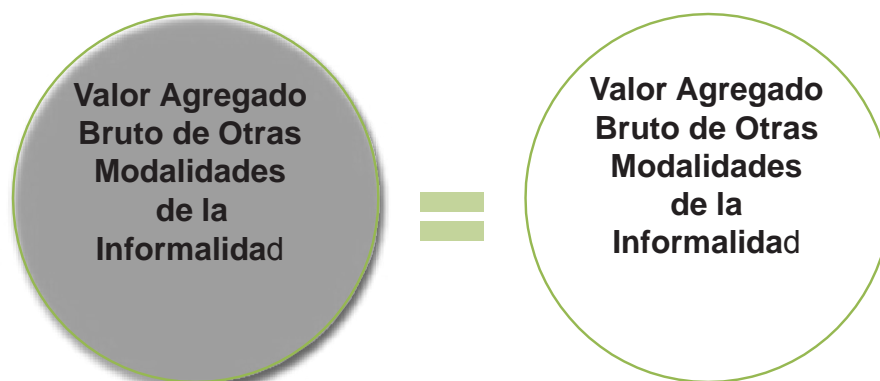 Valor Agregado
Bruto de Otras
Modalidades
de la
Informalidad
=
Valor Agregado
Bruto de Otras
Modalidades
de la
Informalidad